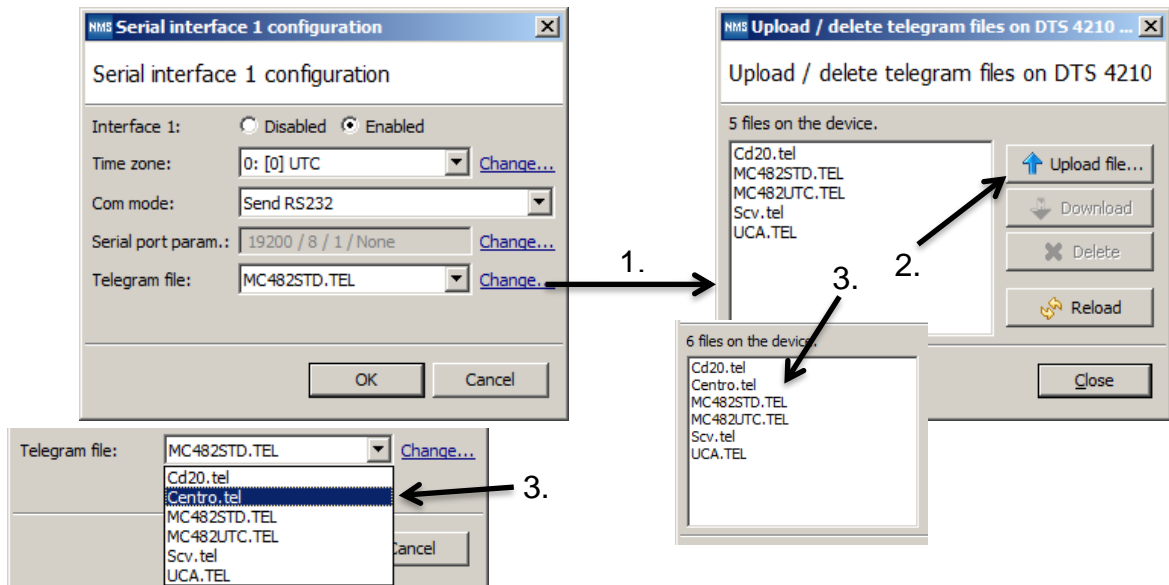 NMS Serial interface 1 configuration
Serial interface 1 configuration
Interface 1: Disabled Enabled
Time zone: 0: [0] UTC Change...
Com mode: Send RS232
Serial port param.: 19200 / 8 / 1 / None Change...
Telegram file: MC482STD.TEL Change...
OK Cancel
1.
NMS Upload / delete telegram files on DTS 4210 ...
Upload / delete telegram files on DTS 4210
5 files on the device.
Cd20.tel
MC482STD.TEL
MC482UTC.TEL
Scv.tel
UCA.TEL
Upload file...
Download
Delete
Reload
Close
2.
3.
6 files on the device.
Cd20.tel
Centro.tel
MC482STD.TEL
MC482UTC.TEL
Scv.tel
UCA.TEL
Telegram file: MC482STD.TEL Change...
Cd20.tel
Centro.tel
MC482STD.TEL
MC482UTC.TEL
Scv.tel
UCA.TEL
Cancel
3.